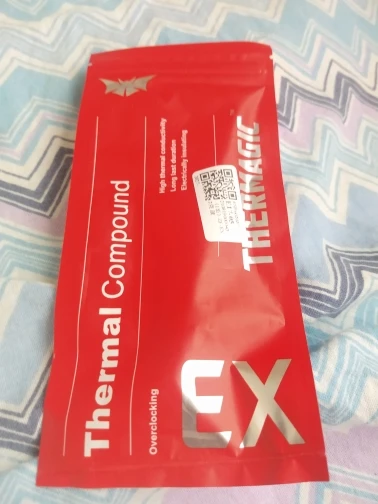 High thermal conductivity
Long last duration
Electrically insulating
THERMAGIC
Thermal Compound
Overclocking
EX